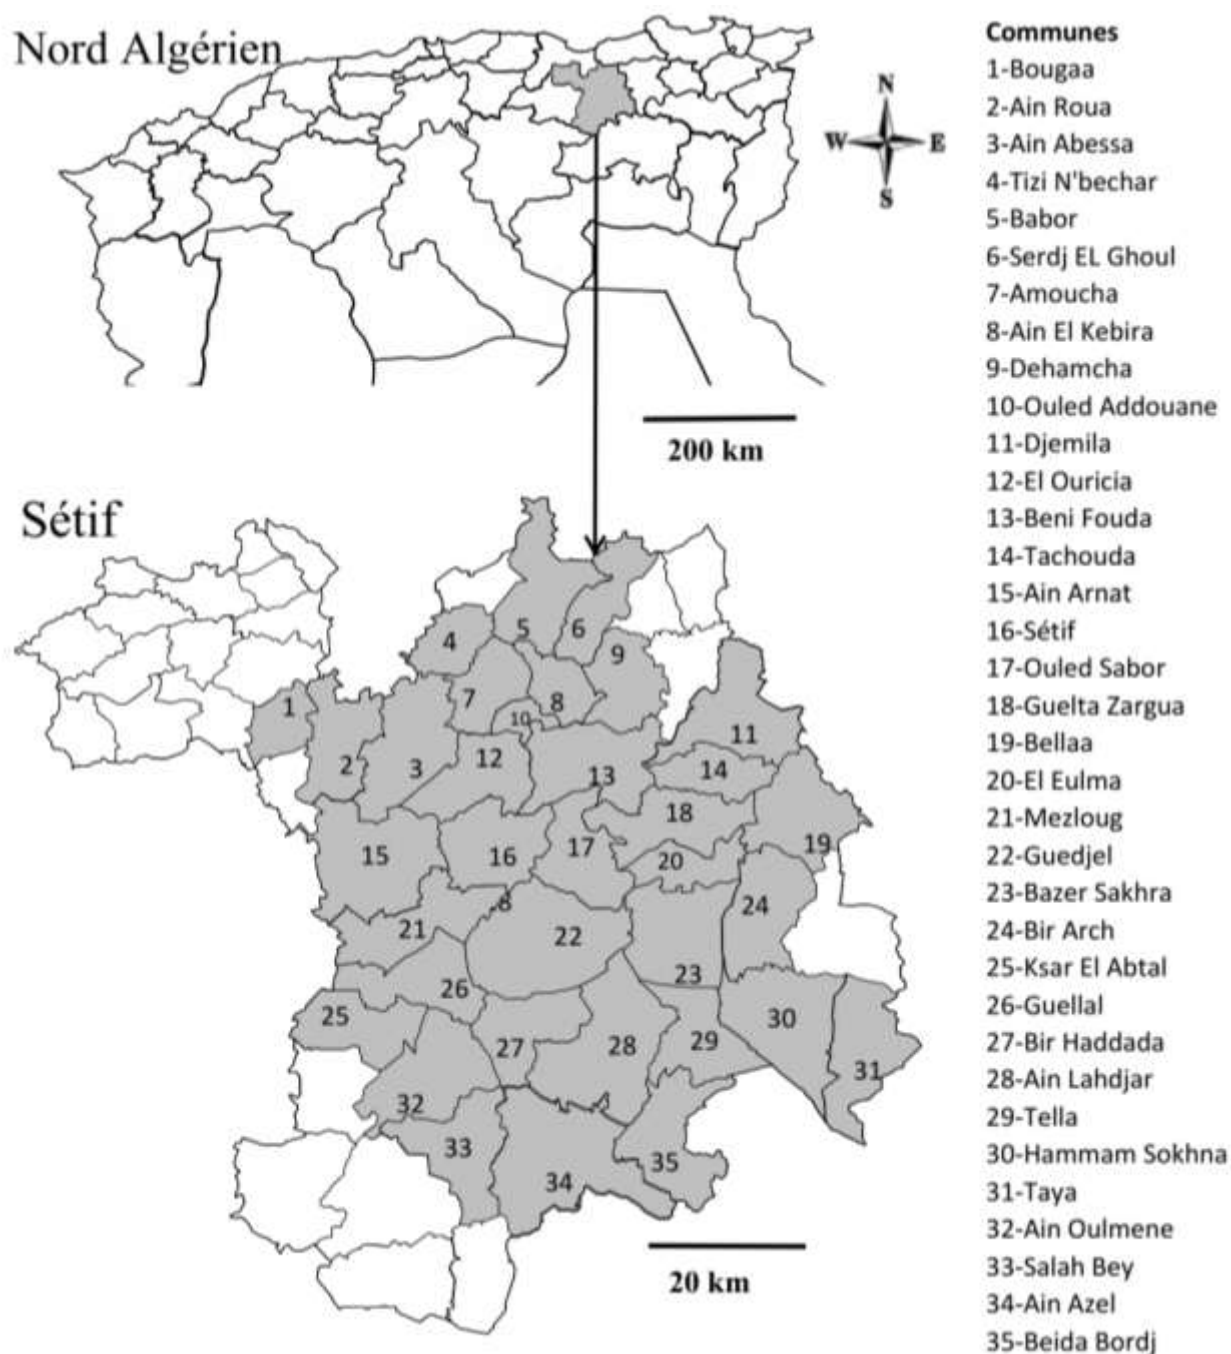 Nord Algérien
N
W E
S
200 km
Sétif
1
2
3
4
5
6
7
8
9
10
11
12
13
14
15
16
17
18
19
20
21
8
22
23
24
25
26
27
28
29
30
31
32
33
34
35
20 km
Communes
1-Bougaa
2-Ain Roua
3-Ain Abessa
4-Tizi N'bechar
5-Babor
6-Serdj EL Ghoul
7-Amoucha
8-Ain El Kebira
9-Dehamcha
10-Ouled Addouane
11-Djemila
12-El Ouricia
13-Beni Fouda
14-Tachouda
15-Ain Arnat
16-Sétif
17-Ouled Sabor
18-Guelta Zargua
19-Bellaa
20-El Eulma
21-Mezloug
22-Guedjel
23-Bazer Sakhra
24-Bir Arch
25-Ksar El Abtal
26-Guellal
27-Bir Haddada
28-Ain Lahdjar
29-Tella
30-Hammam Sokhna
31-Taya
32-Ain Oulmene
33-Salah Bey
34-Ain Azel
35-Beida Bordj